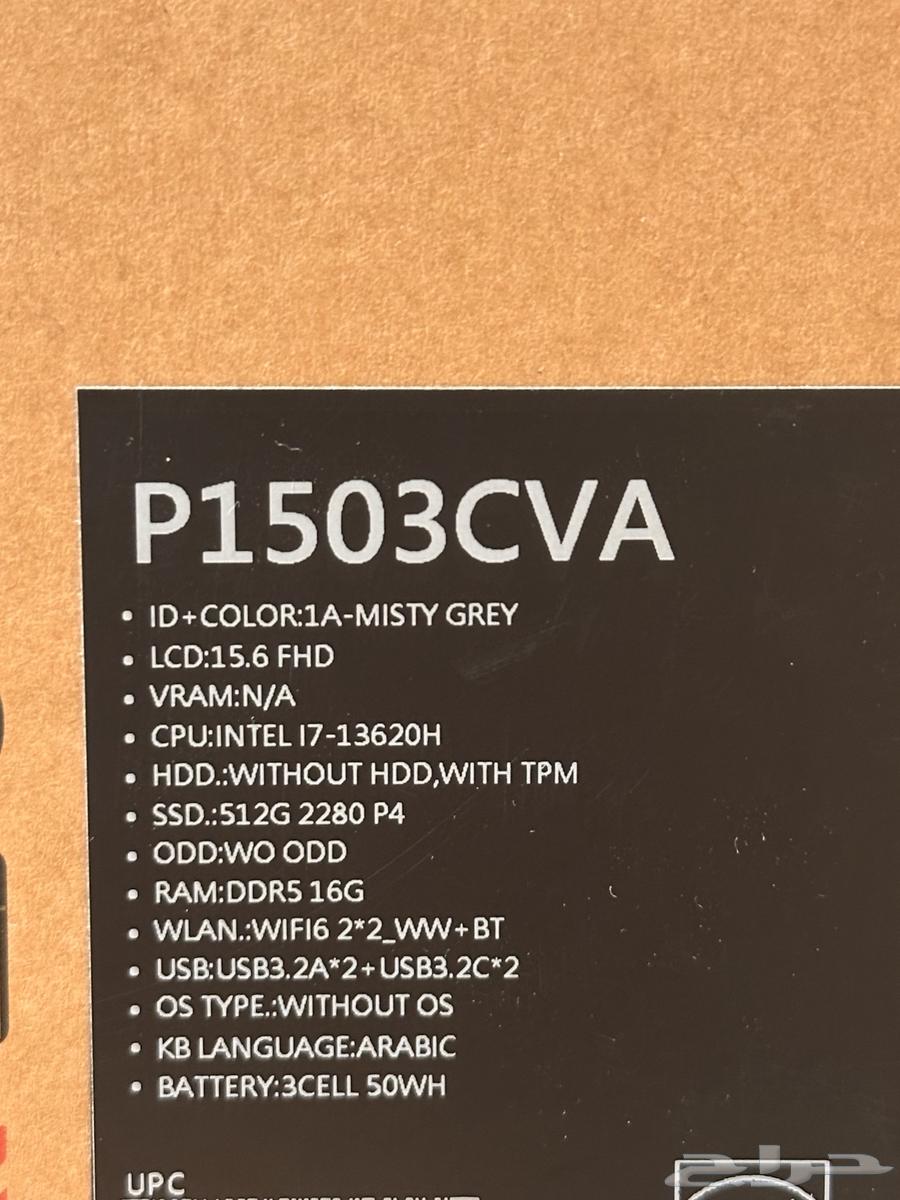 P1503CVA
• ID+COLOR:1A-MISTY GREY
• LCD:15.6 FHD
• VRAM:N/A
• CPU:INTEL I7-13620H
• HDD.:WITHOUT HDD,WITH TPM
• SSD.:512G 2280 P4
• ODD:WO ODD
• RAM:DDR5 16G
• WLAN.:WIFI6 2*2_WW+BT
• USB:USB3.2A*2+USB3.2C*2
• OS TYPE.:WITHOUT OS
• KB LANGUAGE:ARABIC
• BATTERY:3CELL 50WH
UPC
حراج